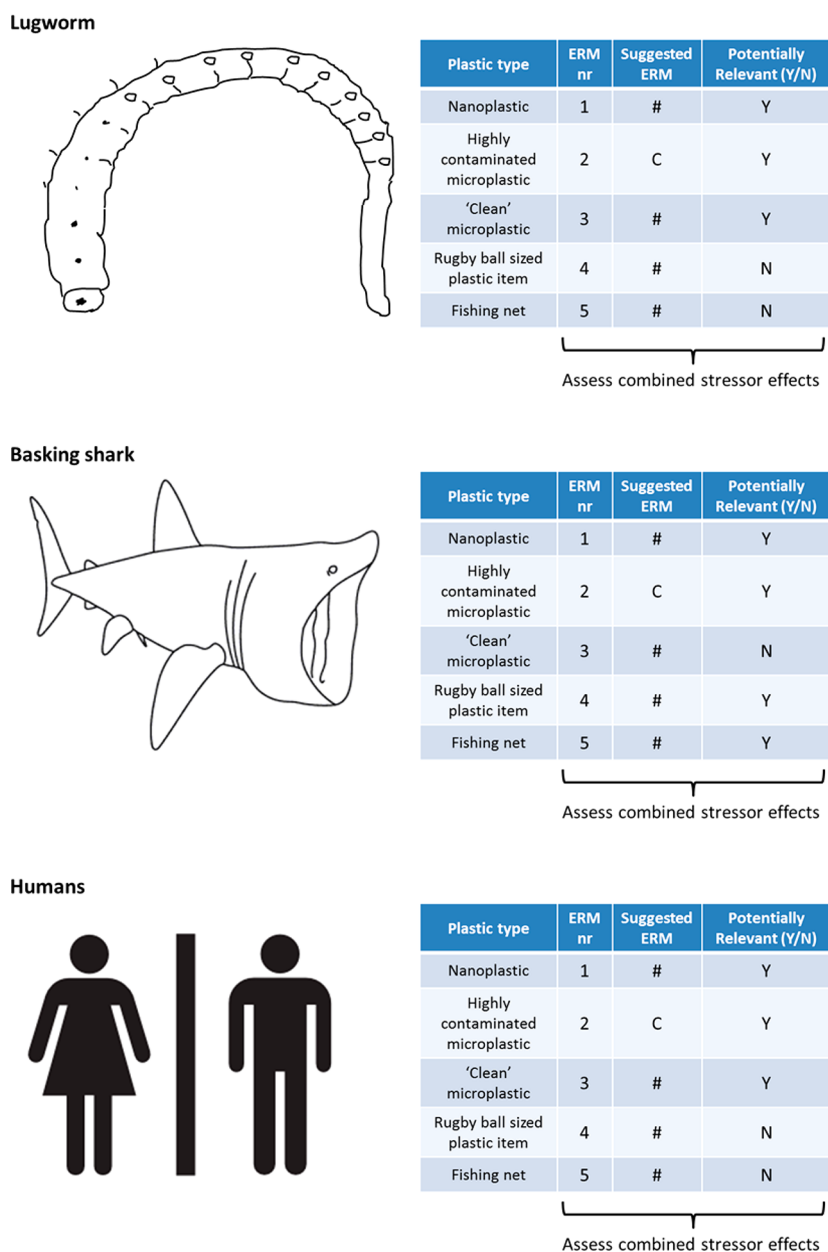 Lugworm
Plastic type ERM nr Suggested ERM Potentially Relevant (Y/N)
Nanoplastic 1 # Y
Highly contaminated microplastic 2 C Y
‘Clean’ microplastic 3 # Y
Rugby ball sized plastic item 4 # N
Fishing net 5 # N
Assess combined stressor effects
Basking shark
Plastic type ERM nr Suggested ERM Potentially Relevant (Y/N)
Nanoplastic 1 # Y
Highly contaminated microplastic 2 C Y
‘Clean’ microplastic 3 # N
Rugby ball sized plastic item 4 # Y
Fishing net 5 # Y
Assess combined stressor effects
Humans
Plastic type ERM nr Suggested ERM Potentially Relevant (Y/N)
Nanoplastic 1 # Y
Highly contaminated microplastic 2 C Y
‘Clean’ microplastic 3 # Y
Rugby ball sized plastic item 4 # N
Fishing net 5 # N
Assess combined stressor effects